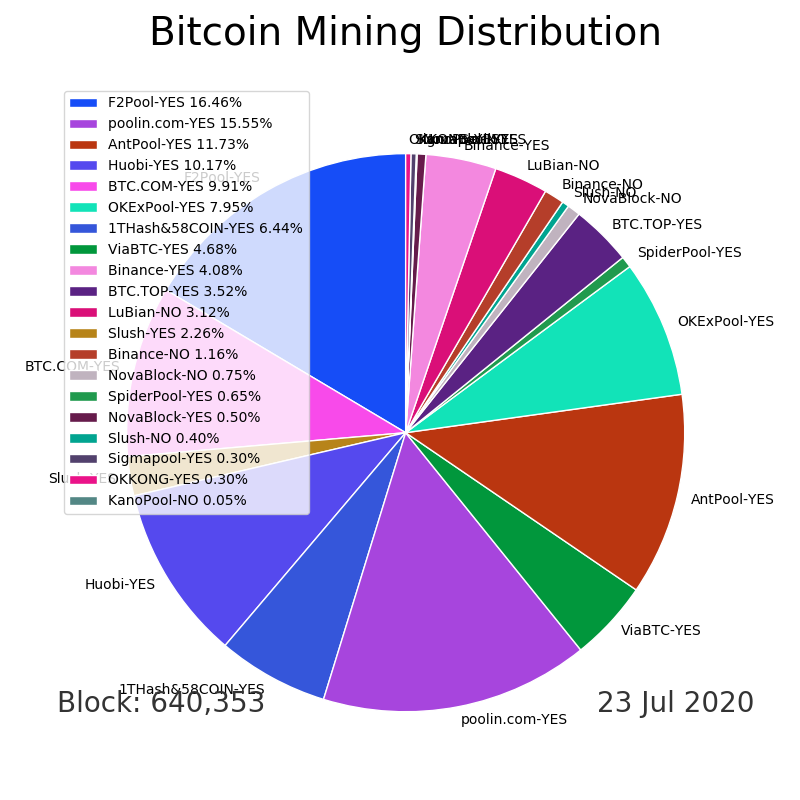 Bitcoin Mining Distribution
F2Pool-YES 16.46%
poolin.com-YES 15.55%
AntPool-YES 11.73%
Huobi-YES 10.17%
BTC.COM-YES 9.91%
OKExPool-YES 7.95%
1THash&58COIN-YES 6.44%
ViaBTC-YES 4.68%
Binance-YES 4.08%
BTC.TOP-YES 3.52%
LuBian-NO 3.12%
Slush-YES 2.26%
Binance-NO 1.16%
NovaBlock-NO 0.75%
SpiderPool-YES 0.65%
NovaBlock-YES 0.50%
Slush-NO 0.40%
Sigmapool-YES 0.30%
OKKONG-YES 0.30%
KanoPool-NO 0.05%
Binance-YES
LuBian-NO
Binance-NO
Slush-NO
NovaBlock-NO
BTC.TOP-YES
SpiderPool-YES
OKExPool-YES
AntPool-YES
ViaBTC-YES
poolin.com-YES
1THash&58COIN-YES
Huobi-YES
Slush-YES
BTC.COM-YES
F2Pool-YES
Block: 640,353
23 Jul 2020